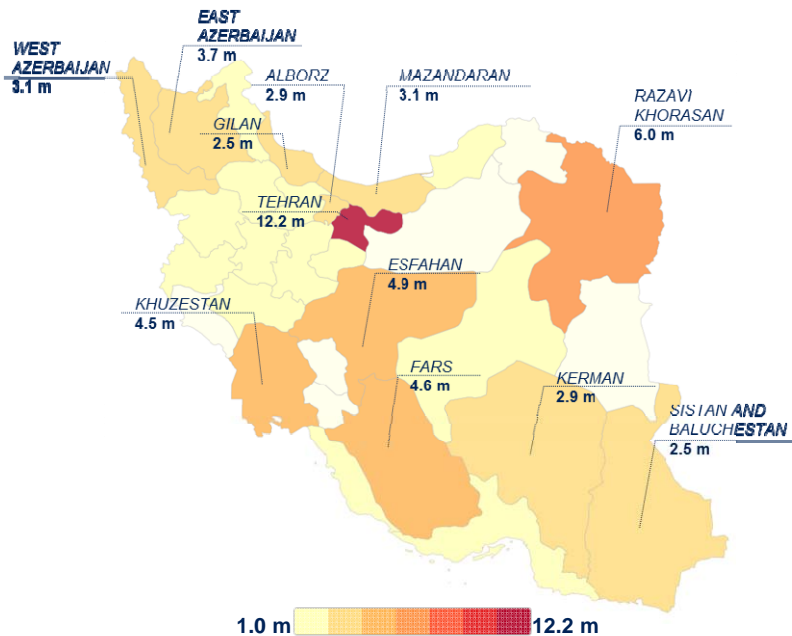 EAST
AZERBAIJAN
3.7 m
WEST
AZERBAIJAN
3.1 m
ALBORZ
2.9 m
MAZANDARAN
3.1 m
RAZAVI
KHORASAN
6.0 m
GILAN
2.5 m
TEHRAN
12.2 m
ESFAHAN
4.9 m
KHUZESTAN
4.5 m
FARS
4.6 m
KERMAN
2.9 m
SISTAN AND
BALUCHESTAN
2.5 m
1.0 m
12.2 m